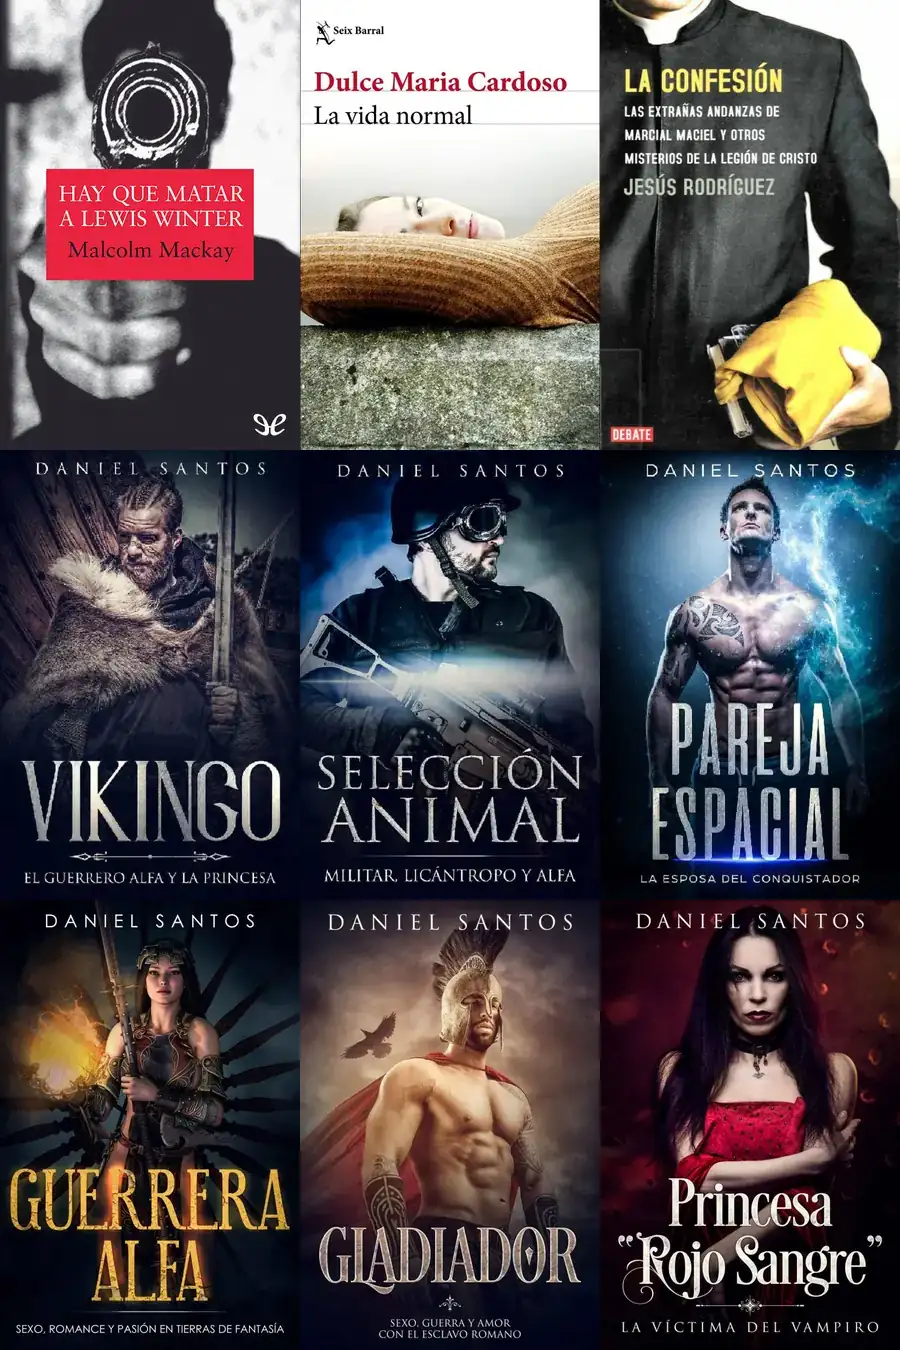 HAY QUE MATAR
A LEWIS WINTER
Malcolm Mackay
Seix Barral
Dulce Maria Cardoso
La vida normal
LA CONFESIÓN
LAS EXTRAÑAS ANDANZAS DE
MARCIAL MACIEL Y OTROS
MISTERIOS DE LA LEGIÓN DE CRISTO
JESÚS RODRÍGUEZ
DEBATE
DANIEL SANTOS
VIKINGO
EL GUERRERO ALFA Y LA PRINCESA
DANIEL SANTOS
SELECCIÓN
ANIMAL
MILITAR, LICÁNTROPO Y ALFA
DANIEL SANTOS
PAREJA
ESPACIAL
LA ESPOSA DEL CONQUISTADOR
DANIEL SANTOS
GUERRERA
ALFA
SEXO, ROMANCE Y PASIÓN EN TIERRAS DE FANTASÍA
DANIEL SANTOS
GLADIADOR
SEXO, GUERRA Y AMOR
CON EL ESCLAVO ROMANO
DANIEL SANTOS
Princesa
“Rojo Sangre”
LA VÍCTIMA DEL VAMPIRO